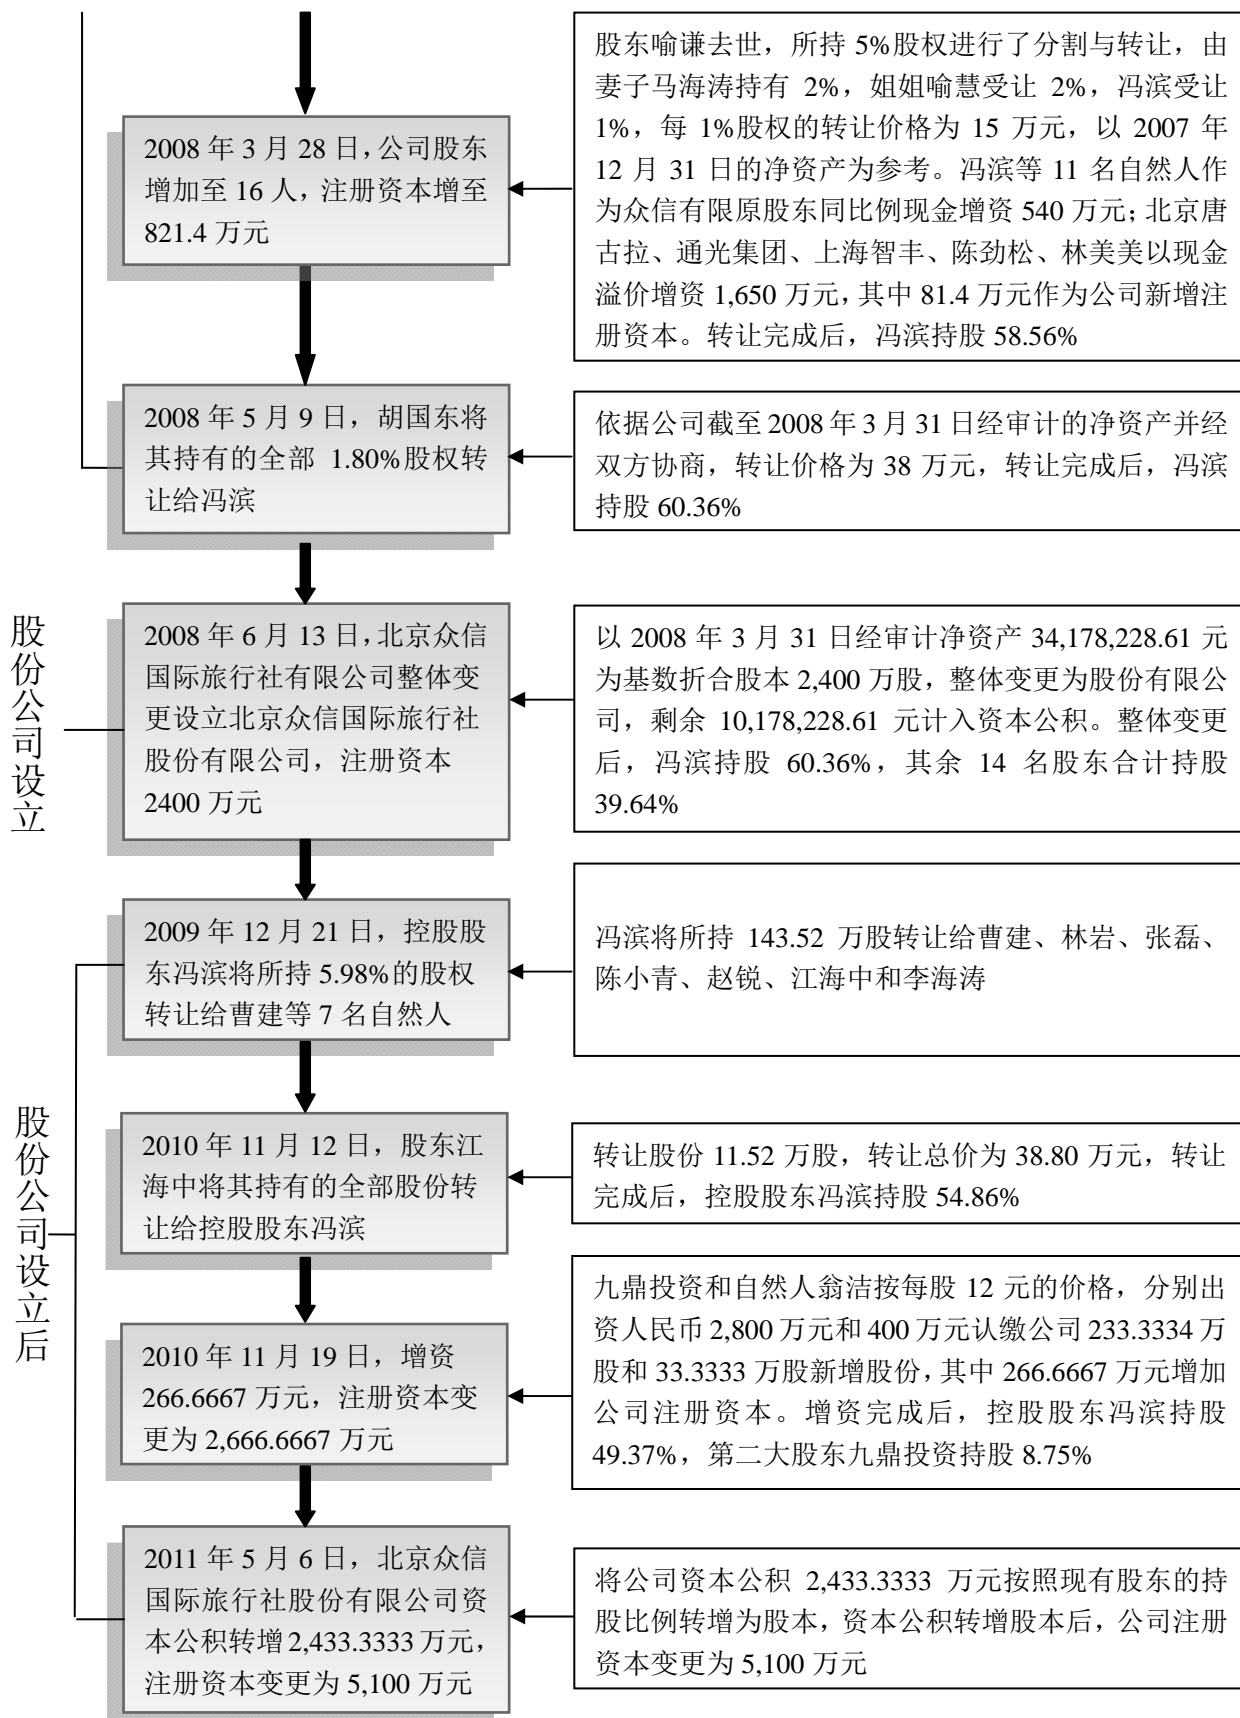 股东喻谦去世，所持 5%股权进行了分割与转让，由
妻子马海涛持有 2%，姐姐喻慧受让 2%，冯滨受让
1%，每 1%股权的转让价格为 15 万元，以 2007 年
12 月 31 日的净资产为参考。冯滨等 11 名自然人作
为众信有限原股东同比例现金增资 540 万元；北京唐
古拉、通光集团、上海智丰、陈劲松、林美美以现金
溢价增资 1,650 万元，其中 81.4 万元作为公司新增注
册资本。转让完成后，冯滨持股 58.56%
2008 年 3 月 28 日，公司股东
增加至 16 人，注册资本增至
821.4 万元
2008 年 5 月 9 日，胡国东将
其持有的全部 1.80%股权转
让给冯滨
依据公司截至 2008 年 3 月 31 日经审计的净资产并经
双方协商，转让价格为 38 万元，转让完成后，冯滨
持股 60.36%
股份公司设立
2008 年 6 月 13 日，北京众信
国际旅行社有限公司整体变
更设立北京众信国际旅行社
股份有限公司，注册资本
2400 万元
以 2008 年 3 月 31 日经审计净资产 34,178,228.61 元
为基数折合股本 2,400 万股，整体变更为股份有限公
司，剩余 10,178,228.61 元计入资本公积。整体变更
后，冯滨持股 60.36%，其余 14 名股东合计持股
39.64%
股份公司设立后
2009 年 12 月 21 日，控股股
东冯滨将所持 5.98%的股权
转让给曹建等 7 名自然人
冯滨将所持 143.52 万股转让给曹建、林岩、张磊、
陈小青、赵锐、江海中和李海涛
2010 年 11 月 12 日，股东江
海中将其持有的全部股份转
让给控股股东冯滨
转让股份 11.52 万股，转让总价为 38.80 万元，转让
完成后，控股股东冯滨持股 54.86%
2010 年 11 月 19 日，增资
266.6667 万元，注册资本变
更为 2,666.6667 万元
九鼎投资和自然人翁洁按每股 12 元的价格，分别出
资人民币 2,800 万元和 400 万元认缴公司 233.3334 万
股和 33.3333 万股新增股份，其中 266.6667 万元增加
公司注册资本。增资完成后，控股股东冯滨持股
49.37%，第二大股东九鼎投资持股 8.75%
2011 年 5 月 6 日，北京众信
国际旅行社股份有限公司资
本公积转增 2,433.3333 万元，
注册资本变更为 5,100 万元
将公司资本公积 2,433.3333 万元按照现有股东的持
股比例转增为股本，资本公积转增股本后，公司注册
资本变更为 5,100 万元